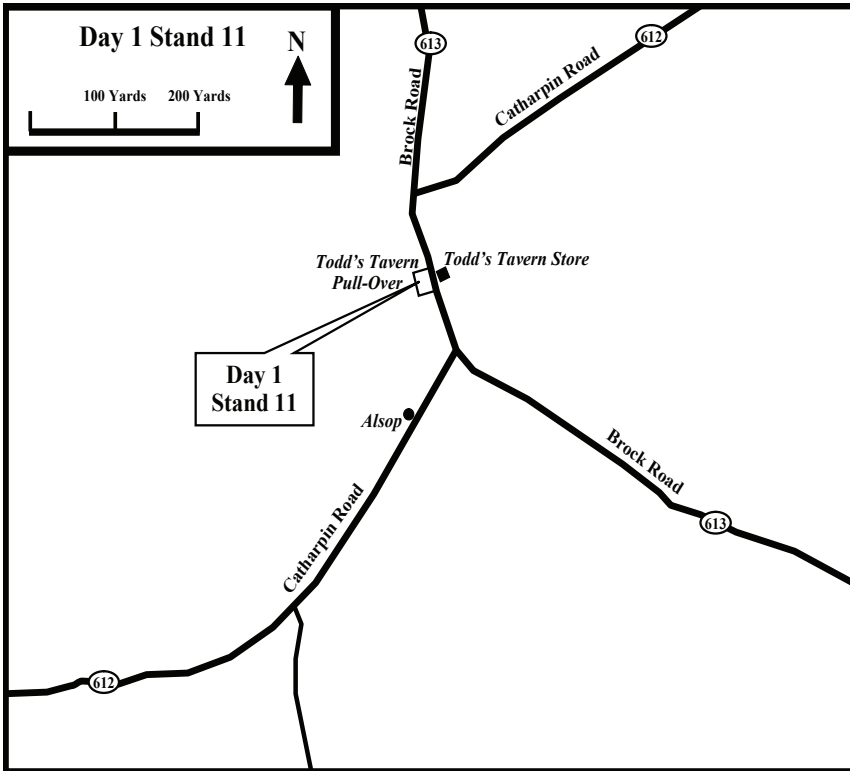 Day 1 Stand 11
N
100 Yards 200 Yards
613
612
Brock Road
Catharpin Road
Todd's Tavern
Pull-Over
Todd's Tavern Store
Day 1
Stand 11
Alsop
Brock Road
613
Catharpin Road
612